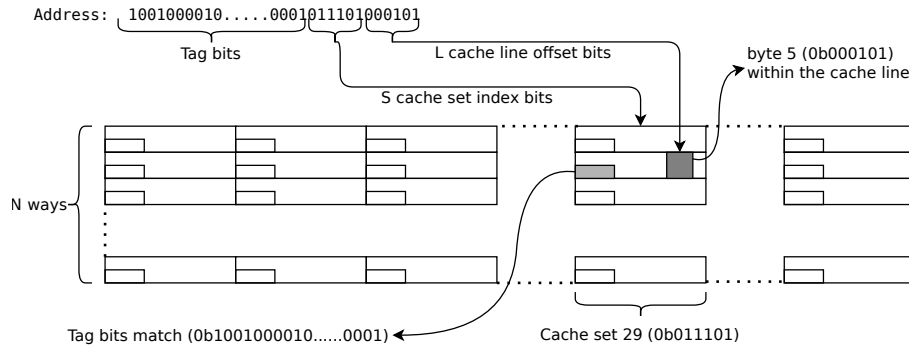 Address: 1001000010.....0001011101000101
Tag bits
L cache line offset bits
S cache set index bits
byte 5 (0b000101)
within the cache line
N ways
Tag bits match (0b1001000010......0001)
Cache set 29 (0b011101)